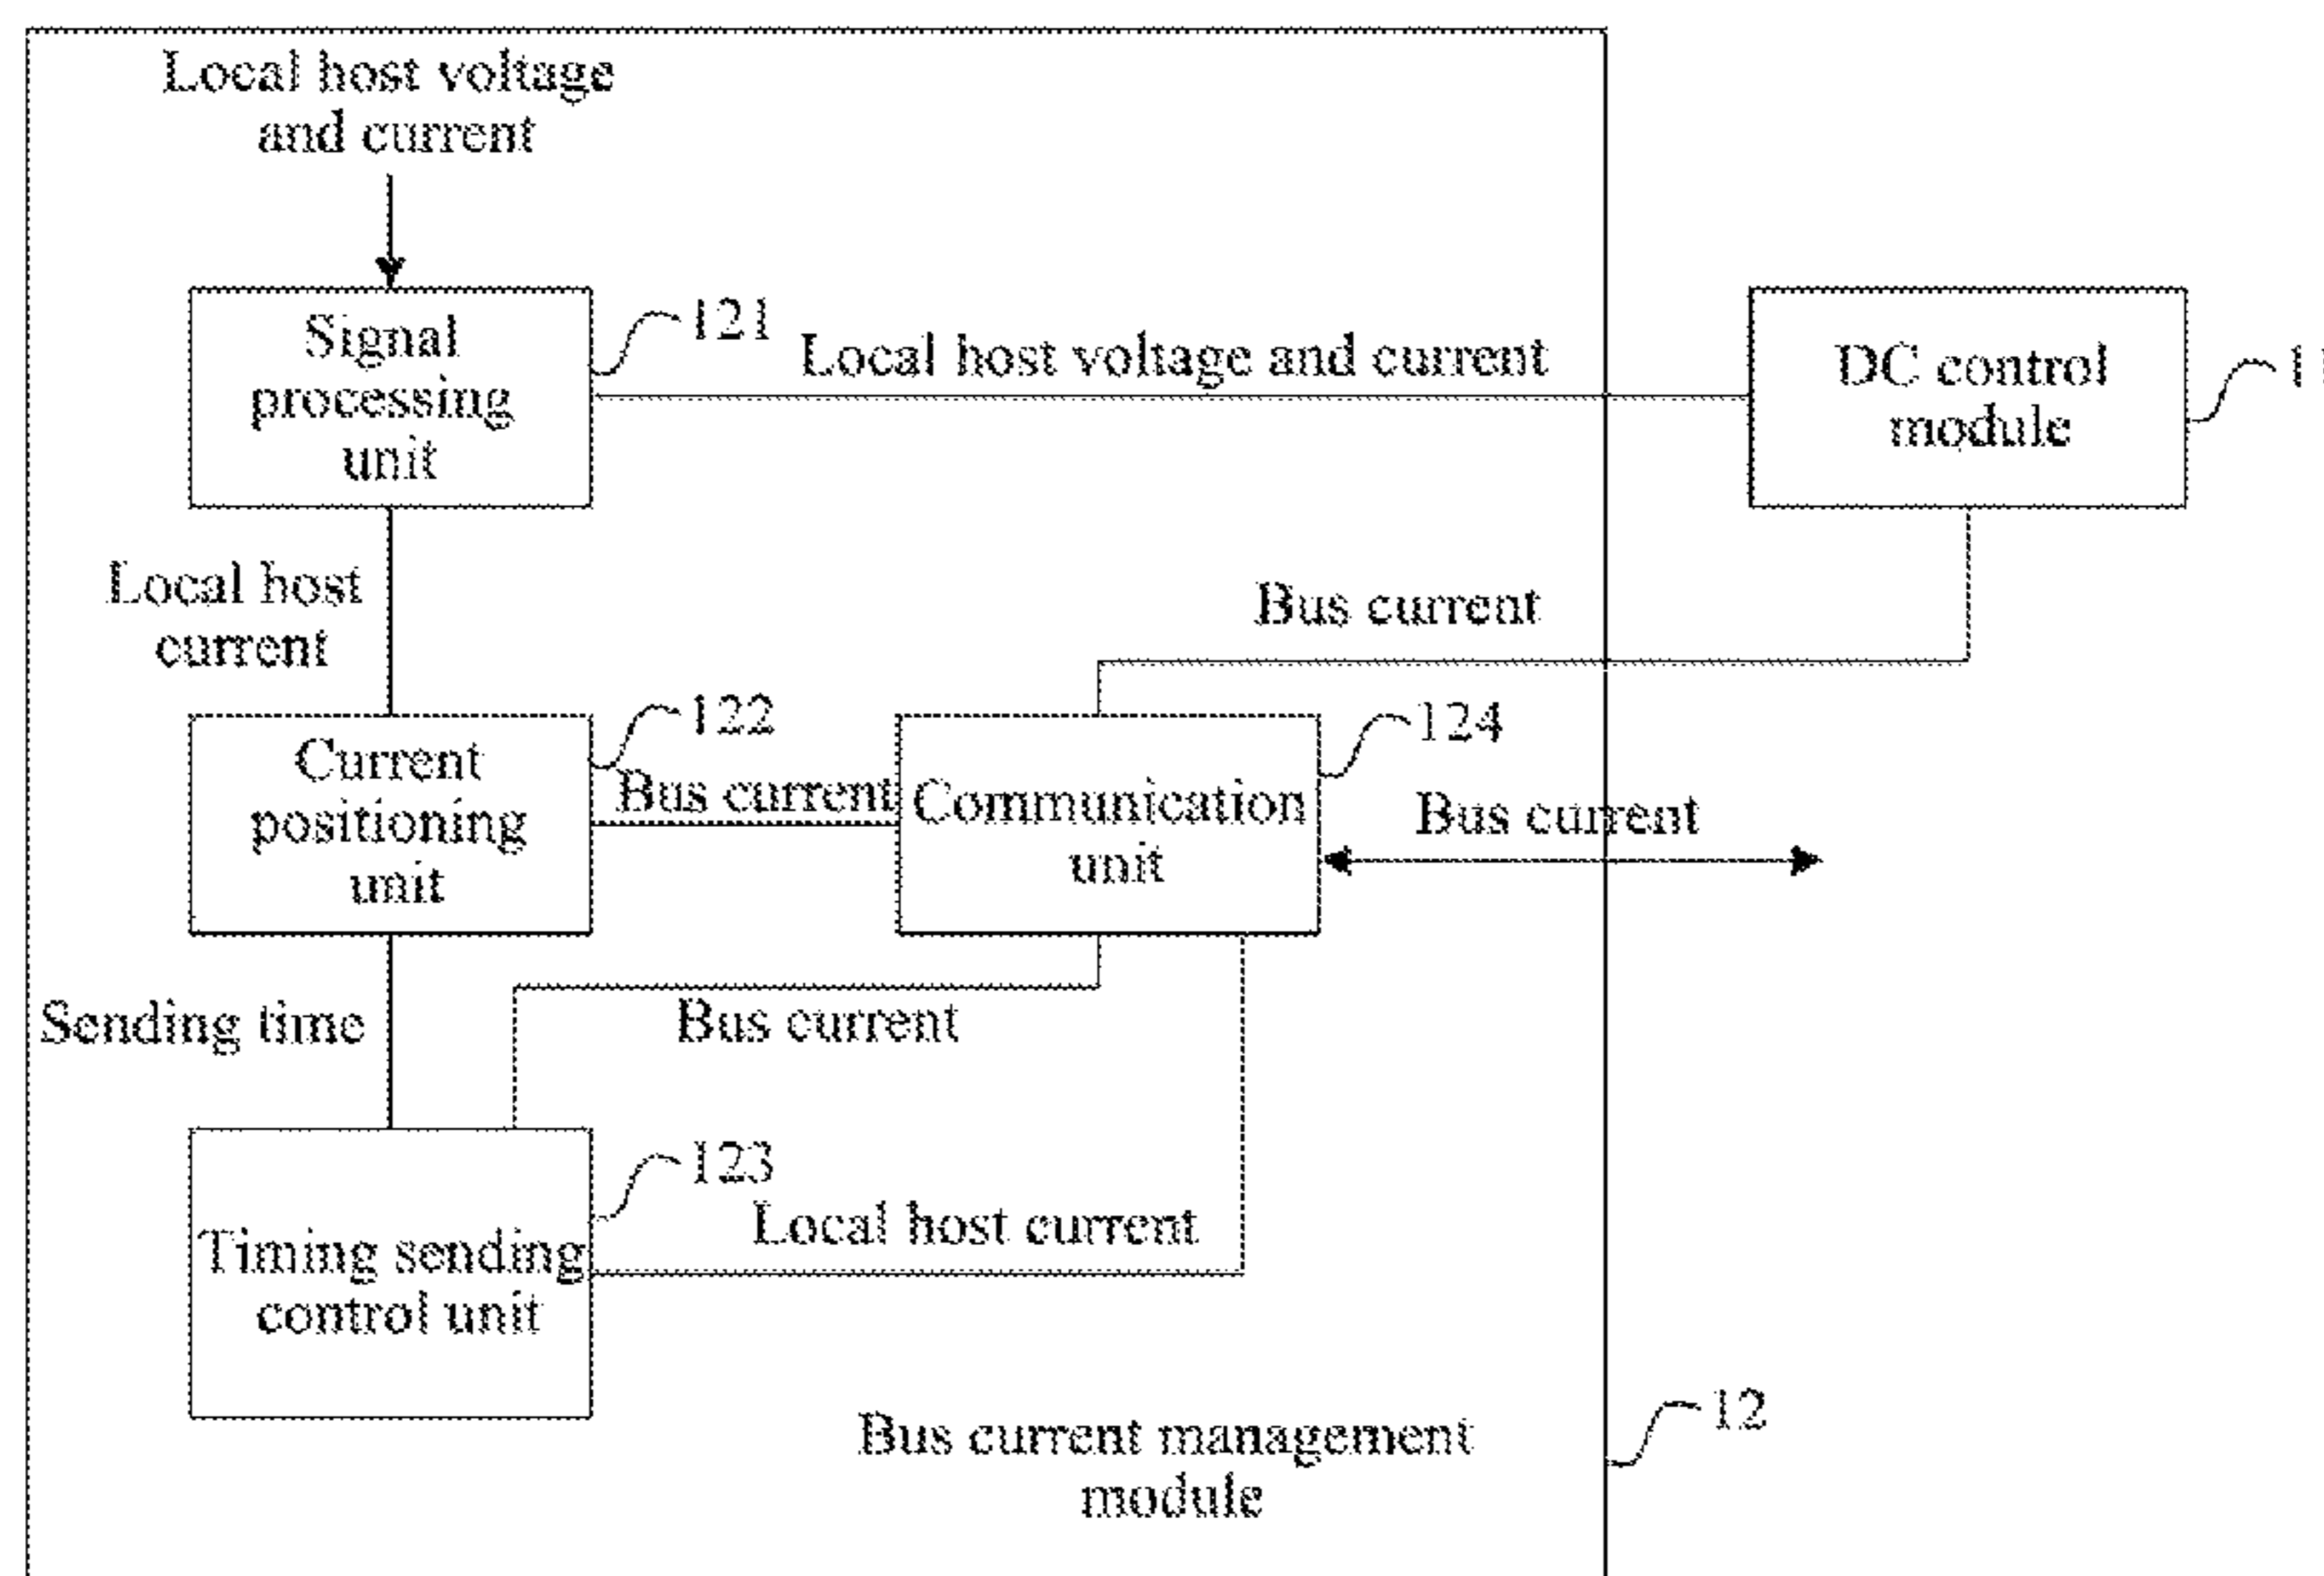 Local host voltage
and current
Signal
processing
unit
121
Local host voltage and current
DC control
module
11
Local host
current
Bus current
Current
positioning
unit
122
Bus current
Communication
unit
124
Bus current
Sending time
Bus current
Timing sending
control unit
123
Local host current
Bus current management
module
12